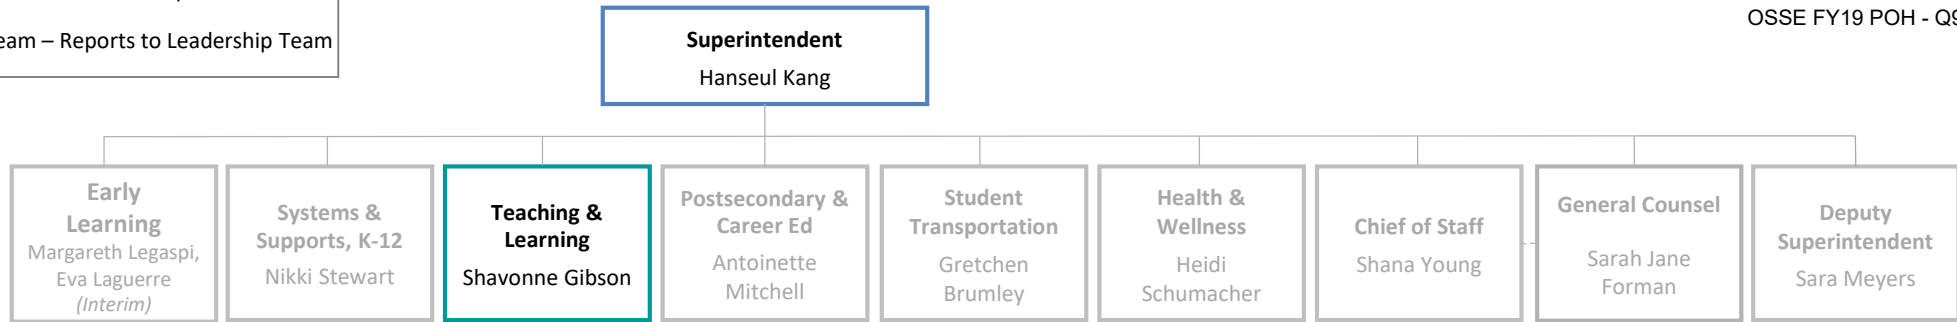 eam – Reports to Leadership Team
OSSE FY19 POH - Q9
Superintendent
Hanseul Kang
Early
Learning
Margareth Legaspi,
Eva Laguerre
(Interim)
Systems &
Supports, K-12
Nikki Stewart
Teaching &
Learning
Shavonne Gibson
Postsecondary &
Career Ed
Antoinette
Mitchell
Student
Transportation
Gretchen
Brumley
Health &
Wellness
Heidi
Schumacher
Chief of Staff
Shana Young
General Counsel
Sarah Jane
Forman
Deputy
Superintendent
Sara Meyers